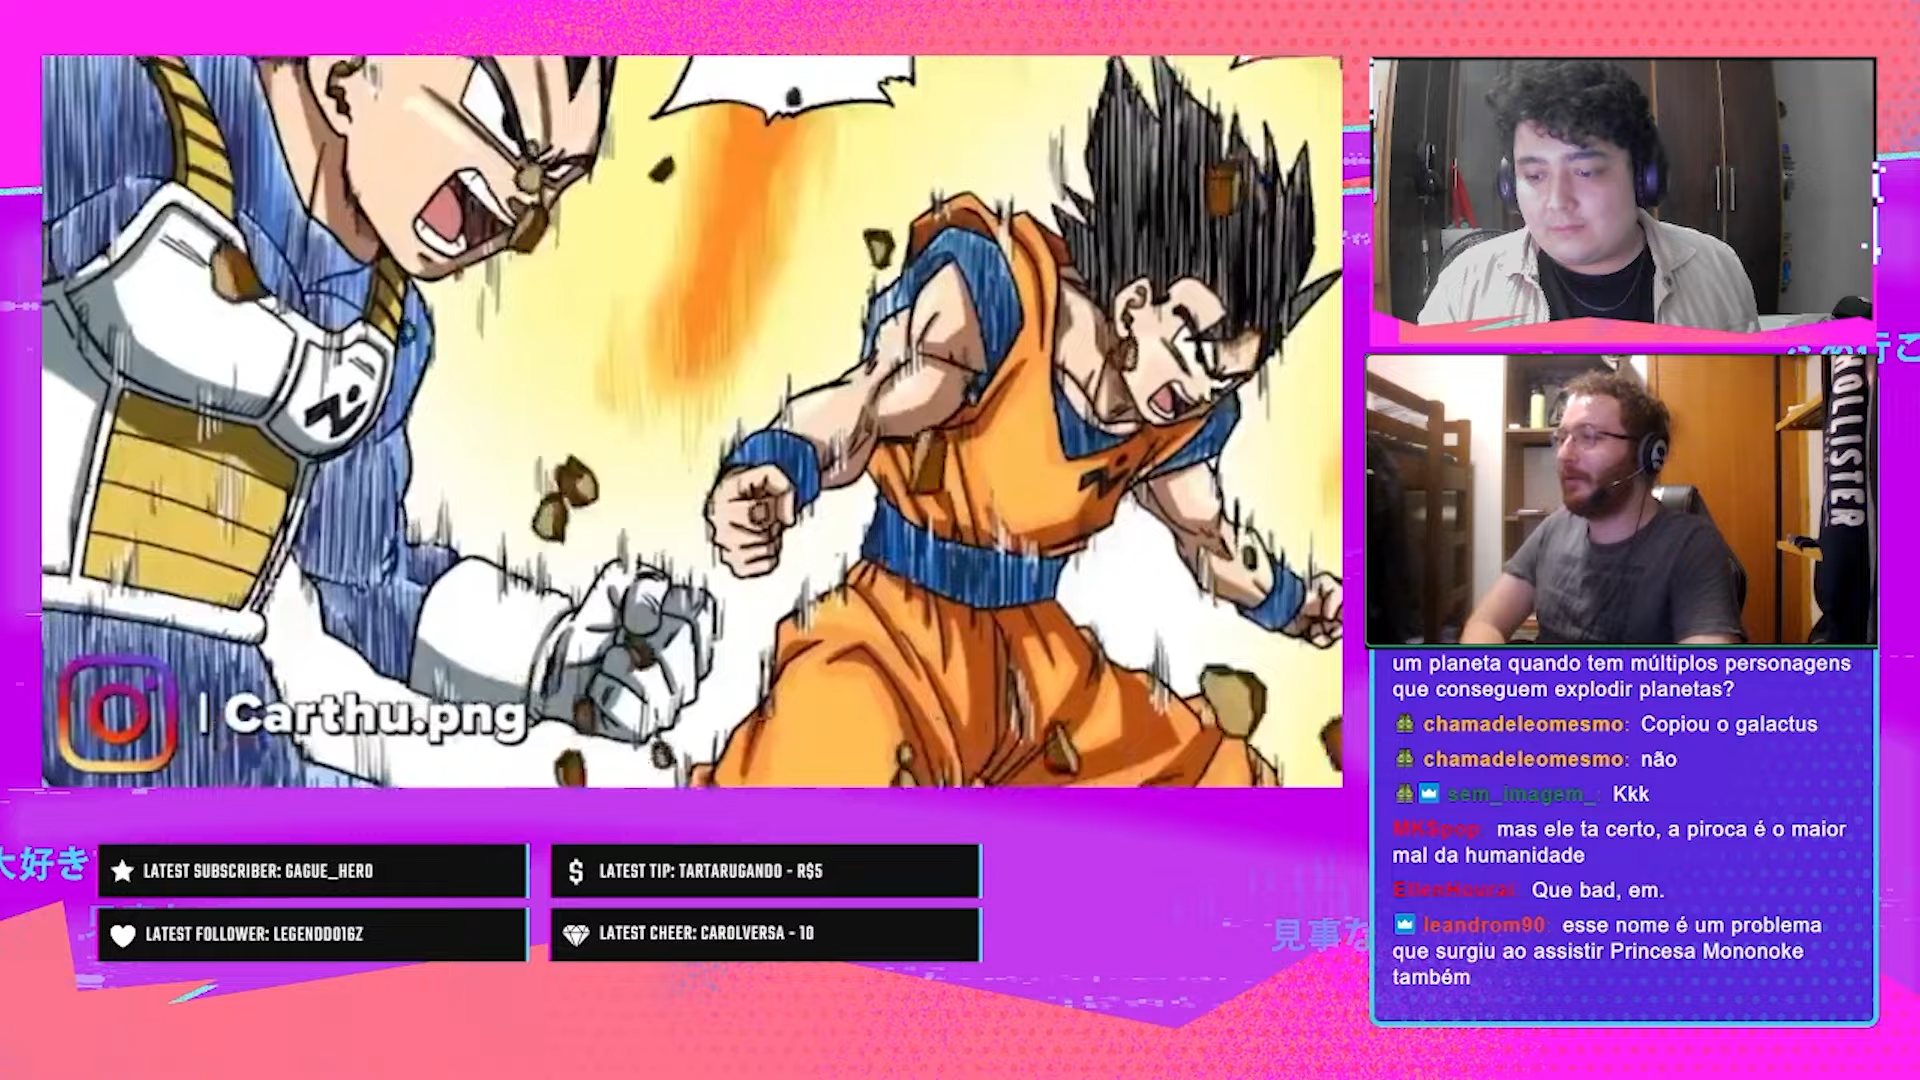 HOLLISTER
| Carthu.png
um planeta quando tem múltiplos personagens
que conseguem explodir planetas?
chamadeleomesmo: Copiou o galactus
chamadeleomesmo: não
sem_imagem_: Kkk
MKSpop: mas ele ta certo, a piroca é o maior
mal da humanidade
EllenHourai: Que bad, em.
leandrom90: esse nome é um problema
que surgiu ao assistir Princesa Mononoke
também
大好き
LATEST SUBSCRIBER: GAGUE_HERO
LATEST TIP: TARTARUGANDO - R$5
LATEST FOLLOWER: LEGENDD016Z
LATEST CHEER: CAROLVERSA - 10
見事な